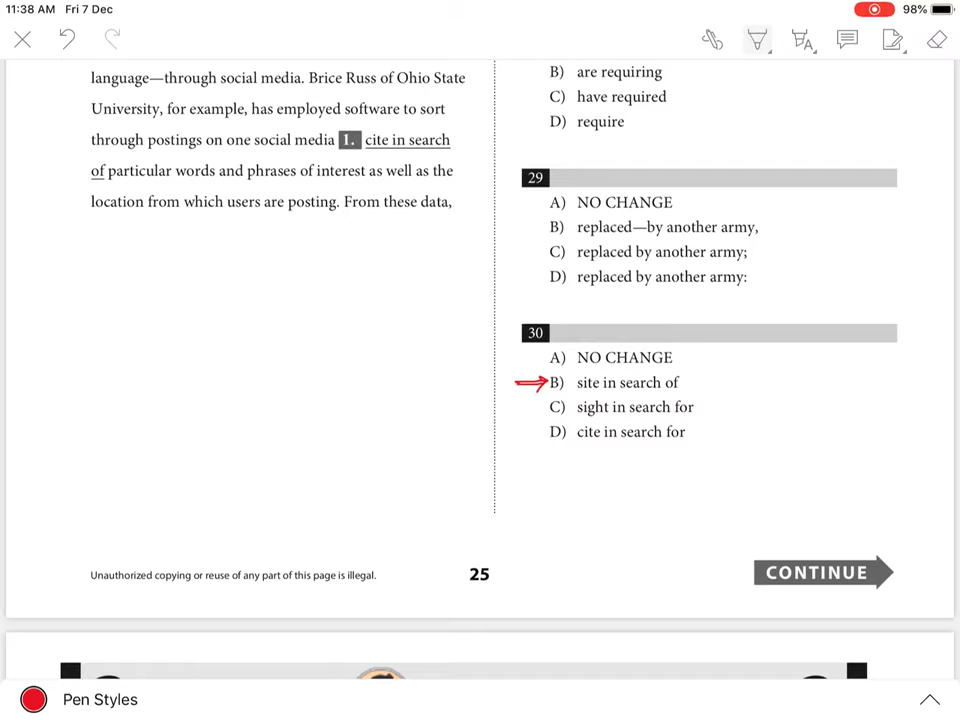 11:38 AM Fri 7 Dec
98%
language—through social media. Brice Russ of Ohio State
University, for example, has employed software to sort
through postings on one social media 1. cite in search
of particular words and phrases of interest as well as the
location from which users are posting. From these data,
B) are requiring
C) have required
D) require
29
A) NO CHANGE
B) replaced—by another army,
C) replaced by another army;
D) replaced by another army:
30
A) NO CHANGE
B) site in search of
C) sight in search for
D) cite in search for
Unauthorized copying or reuse of any part of this page is illegal.
25
CONTINUE
Pen Styles